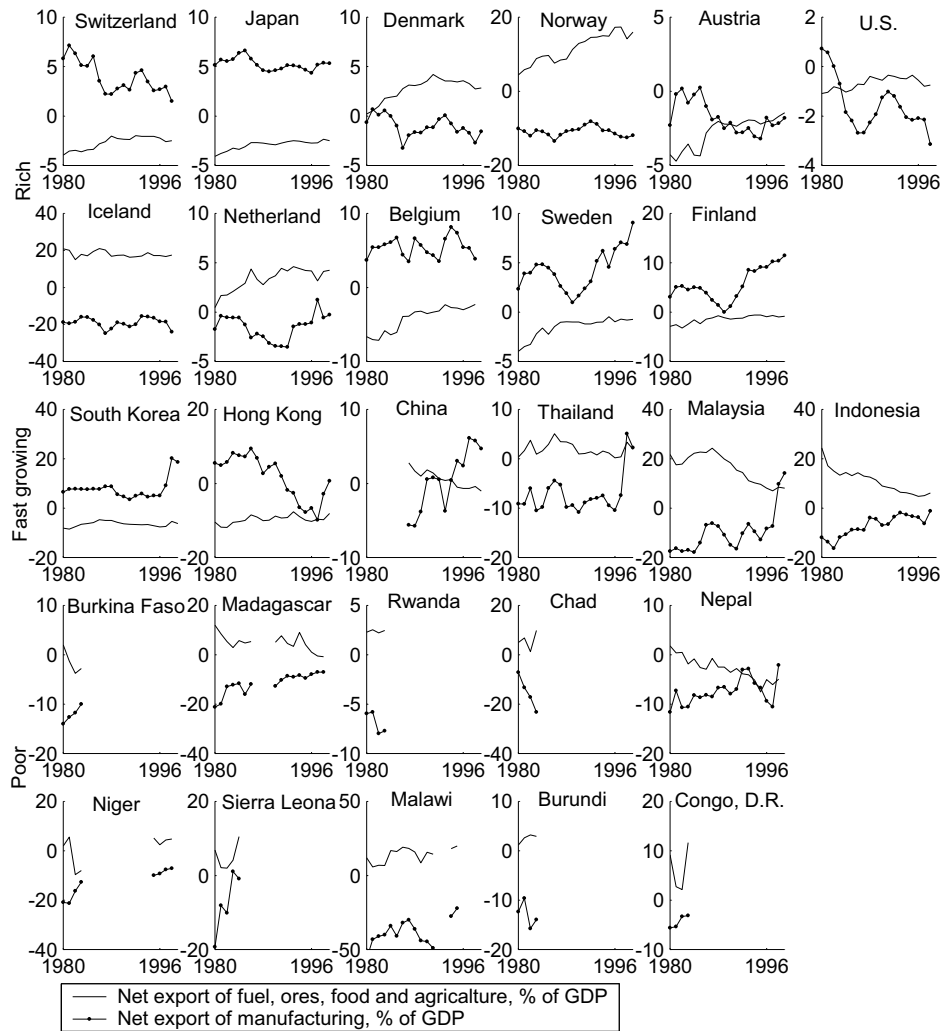 Switzerland
Japan
Denmark
Norway
Austria
U.S.
10 10 10 20 5 2
5 5 5 0
0 0 0 0 0 -2
-5 -5 -5 20 -5 -4
1980 1996 1980 1996 1980 1996 1980 1996 1980 1996 1980 1996
Rich
Iceland
Netherland
Belgium
Sweden
Finland
40 10 10 10 20
20 5 5 10
0 0 0 0 0
-20
-40 -5 -10 -5 -10
1980 1996 1980 1996 1980 1996 1980 1996 1980 1996
South Korea
Hong Kong
China
Thailand
Malaysia
Indonesia
40 20 10 10 40 40
20 20 20
0 0 0 0 0 0
-10
-20 -20 -10 -20 -20 -20
1980 1996 1980 1996 1980 1996 1980 1996 1980 1996 1980 1996
Fast growing
Burkina Faso
Madagascar
Rwanda
Chad
Nepal
10 20 5 20 10
0 0 0 0 0
-10 -20 -5 -20 -10
-20 -40 -10 -40 -20
1980 1996 1980 1996 1980 1996 1980 1996 1980 1996
Poor
Niger
Sierra Leona
Malawi
Burundi
Congo, D.R.
20 20 50 10 20
0 0 0 0 10
-20 -10 0
-40 -20 -50 -20 -10
1980 1996 1980 1996 1980 1996 1980 1996 1980 1996
Net export of fuel, ores, food and agricalture, % of GDP
Net export of manufacturing, % of GDP